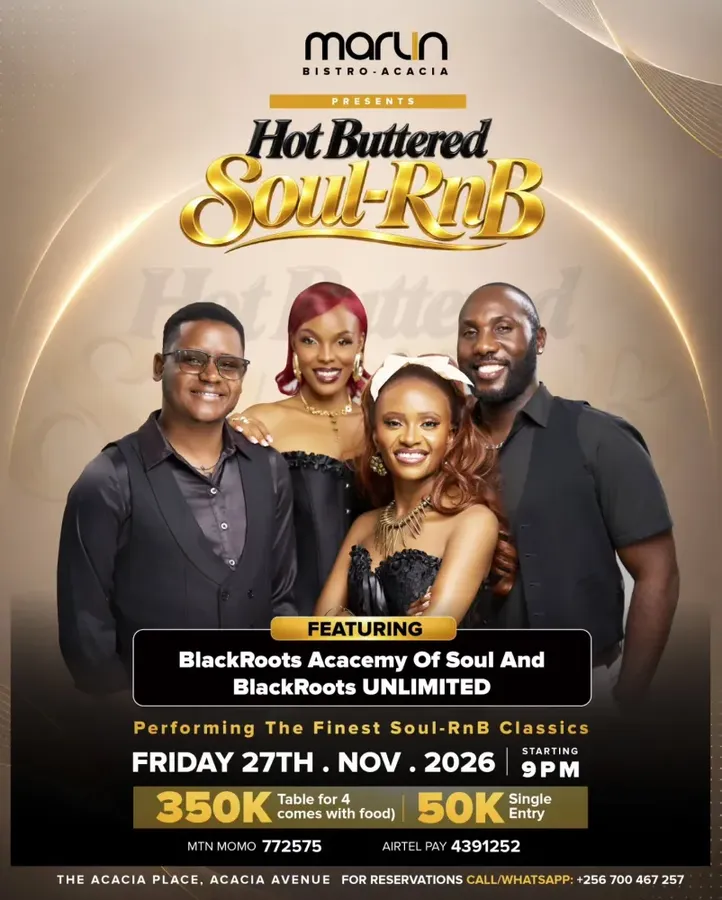 marlin
BISTRO-ACACIA
PRESENTS
Hot Buttered
Soul-RnB
Hot Buttered
FEATURING
BlackRoots Acacemy Of Soul And
BlackRoots UNLIMITED
Performing The Finest Soul-RnB Classics
FRIDAY 27TH . NOV . 2026 | STARTING
9PM
350K Table for 4
comes with food) | 50K Single
Entry
MTN MOMO 772575 AIRTEL PAY 4391252
THE ACACIA PLACE, ACACIA AVENUE FOR RESERVATIONS CALL/WHATSAPP: +256 700 467 257